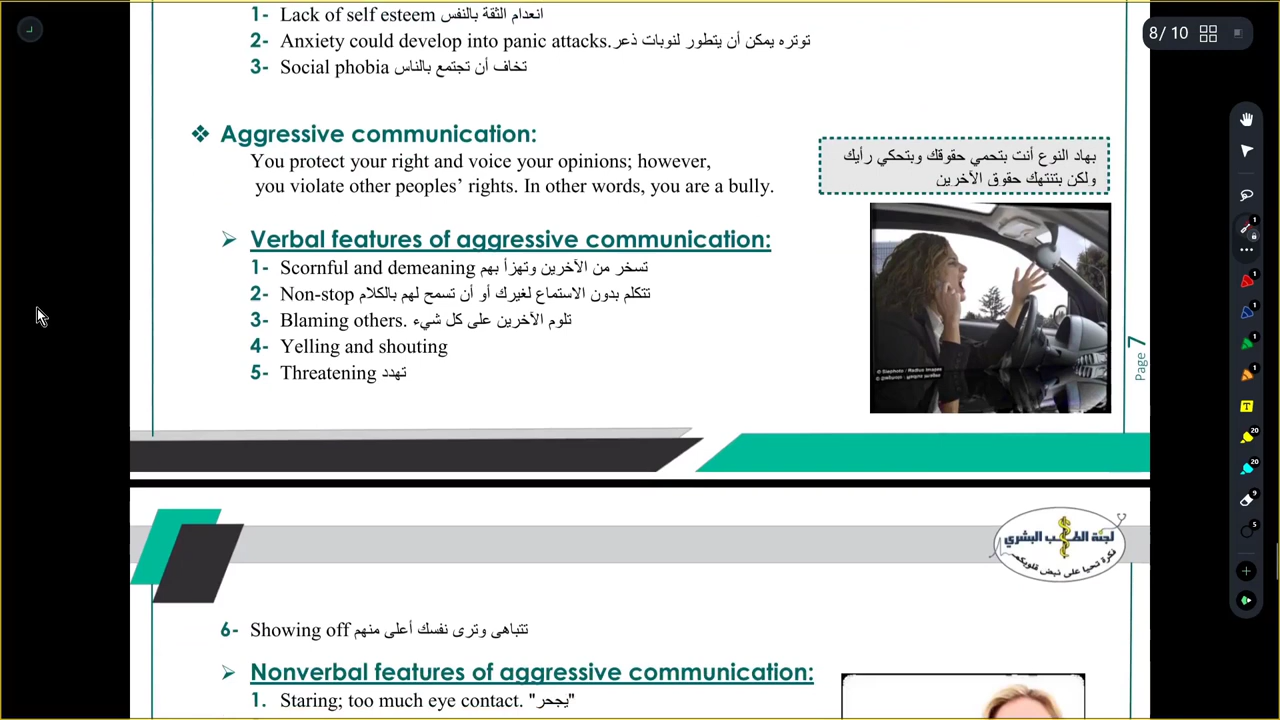 1- Lack of self esteem انعدام الثقة بالنفس
8/10
2- Anxiety could develop into panic attacks. توتره يمكن أن يتطور لنوبات ذعر
3- Social phobia تخاف أن تجتمع بالناس
❖ Aggressive communication:
You protect your right and voice your opinions; however,
you violate other peoples’ rights. In other words, you are a bully.
بهاد النوع أنت بتحمي حقوقك وبتحكي رأيك
ولكن بتنتهك حقوق الآخرين
➢ Verbal features of aggressive communication:
1- Scornful and demeaning تسخر من الآخرين وتهزأ بهم
2- Non-stop تتكلم بدون الاستماع لغيرك أو أن تسمح لهم بالكلام
3- Blaming others. تلوم الآخرين على كل شيء
4- Yelling and shouting
5- Threatening تهدد
Page 7
لجنة الطب البشري
فكرة تحيا على نبض قلوبكم
6- Showing off تتباهى وترى نفسك أعلى منهم
➢ Nonverbal features of aggressive communication:
1. Staring; too much eye contact. "يجحر"